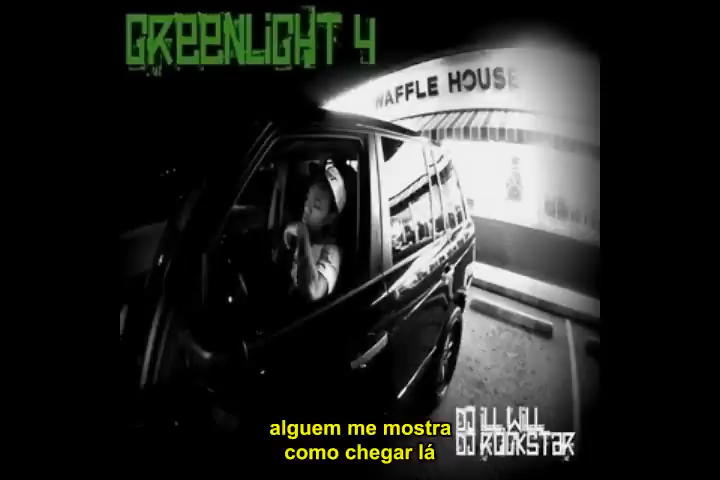 GREENLIGHT 4
WAFFLE HOUSE
DJ ILL WILL
DJ ROCKSTAR
alguem me mostra
como chegar lá